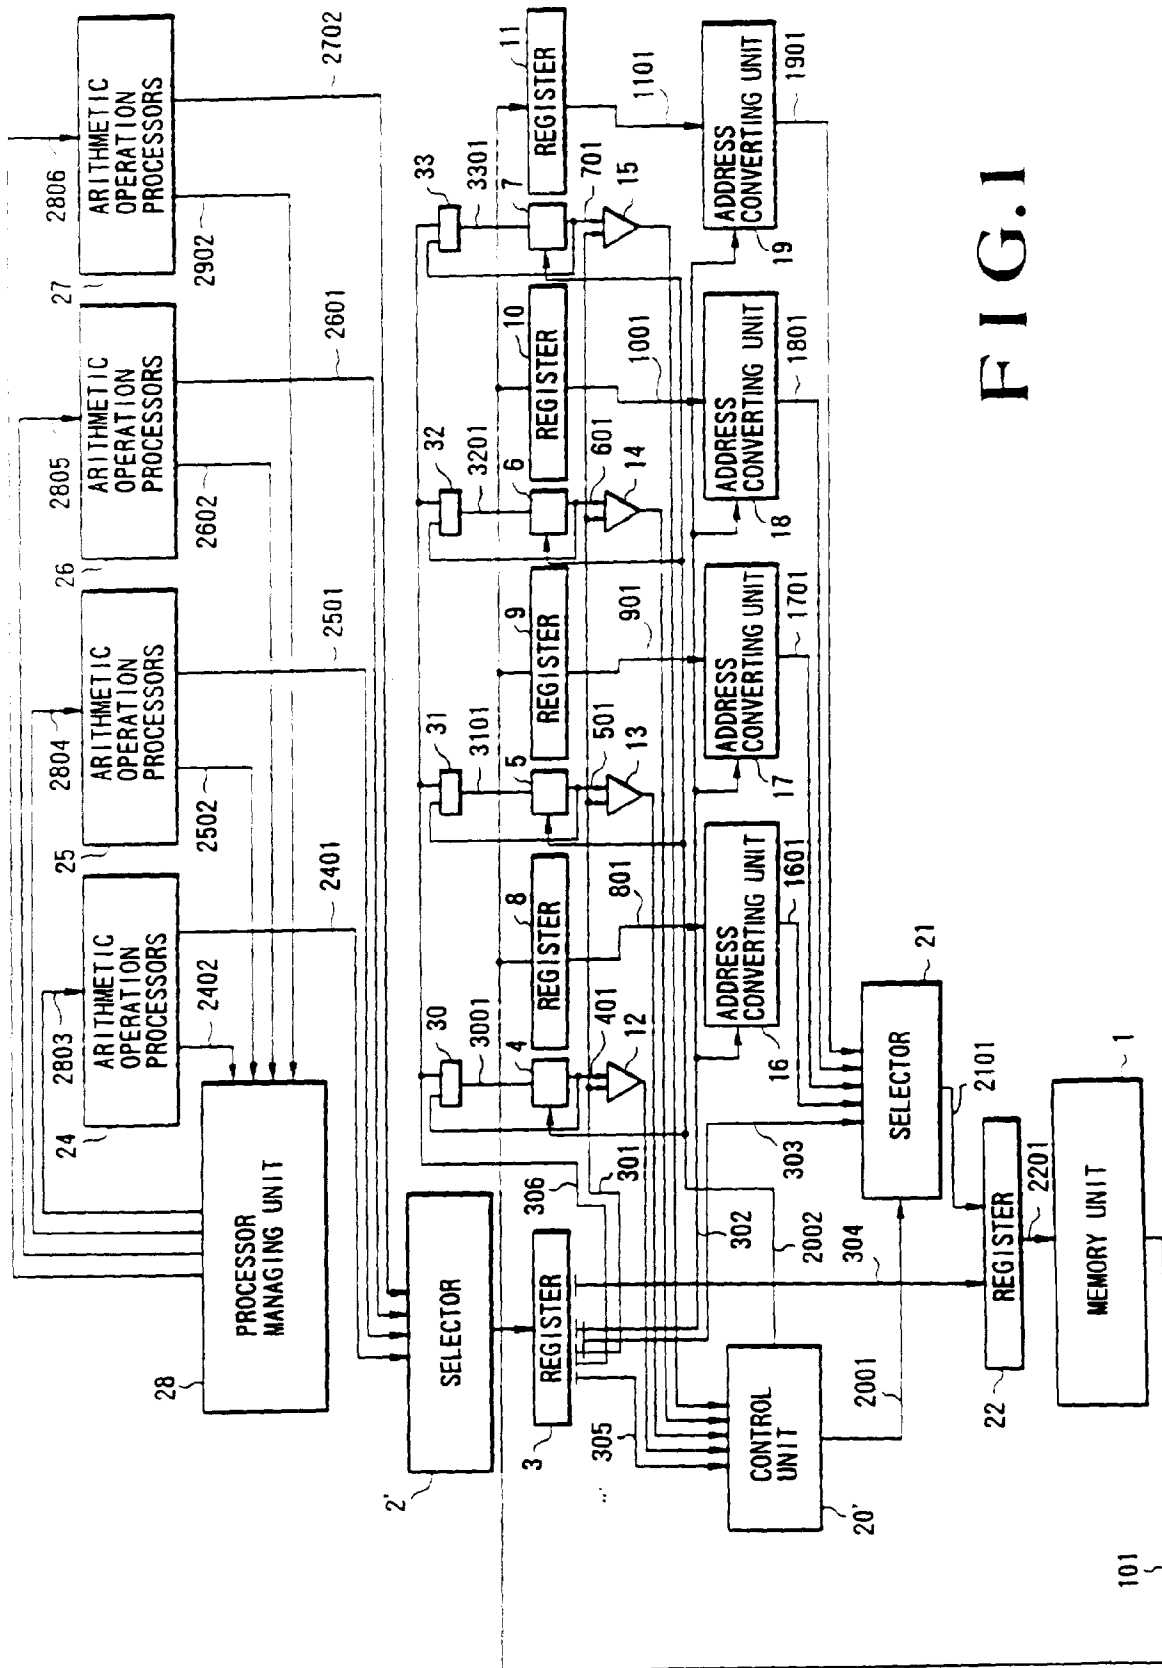 2806
2702
ARITHMETIC
OPERATION
PROCESSORS
27
2902
2805
2601
ARITHMETIC
OPERATION
PROCESSORS
26
2602
2804
2501
ARITHMETIC
OPERATION
PROCESSORS
25
2502
2803
2401
ARITHMETIC
OPERATION
PROCESSORS
24
2402
PROCESSOR
MANAGING UNIT
28
SELECTOR
2'
REGISTER
3
305
306
301
30
3001
4
401
12
REGISTER
8
801
31
3101
5
501
13
REGISTER
9
901
32
3201
6
601
14
REGISTER
10
1001
33
3301
7
701
15
REGISTER
11
1101
ADDRESS
CONVERTING UNIT
16
1601
ADDRESS
CONVERTING UNIT
17
1701
ADDRESS
CONVERTING UNIT
18
1801
ADDRESS
CONVERTING UNIT
19
1901
302
2002
303
304
CONTROL
UNIT
20'
2001
SELECTOR
21
2101
REGISTER
22
2201
MEMORY UNIT
1
101
FIG.1